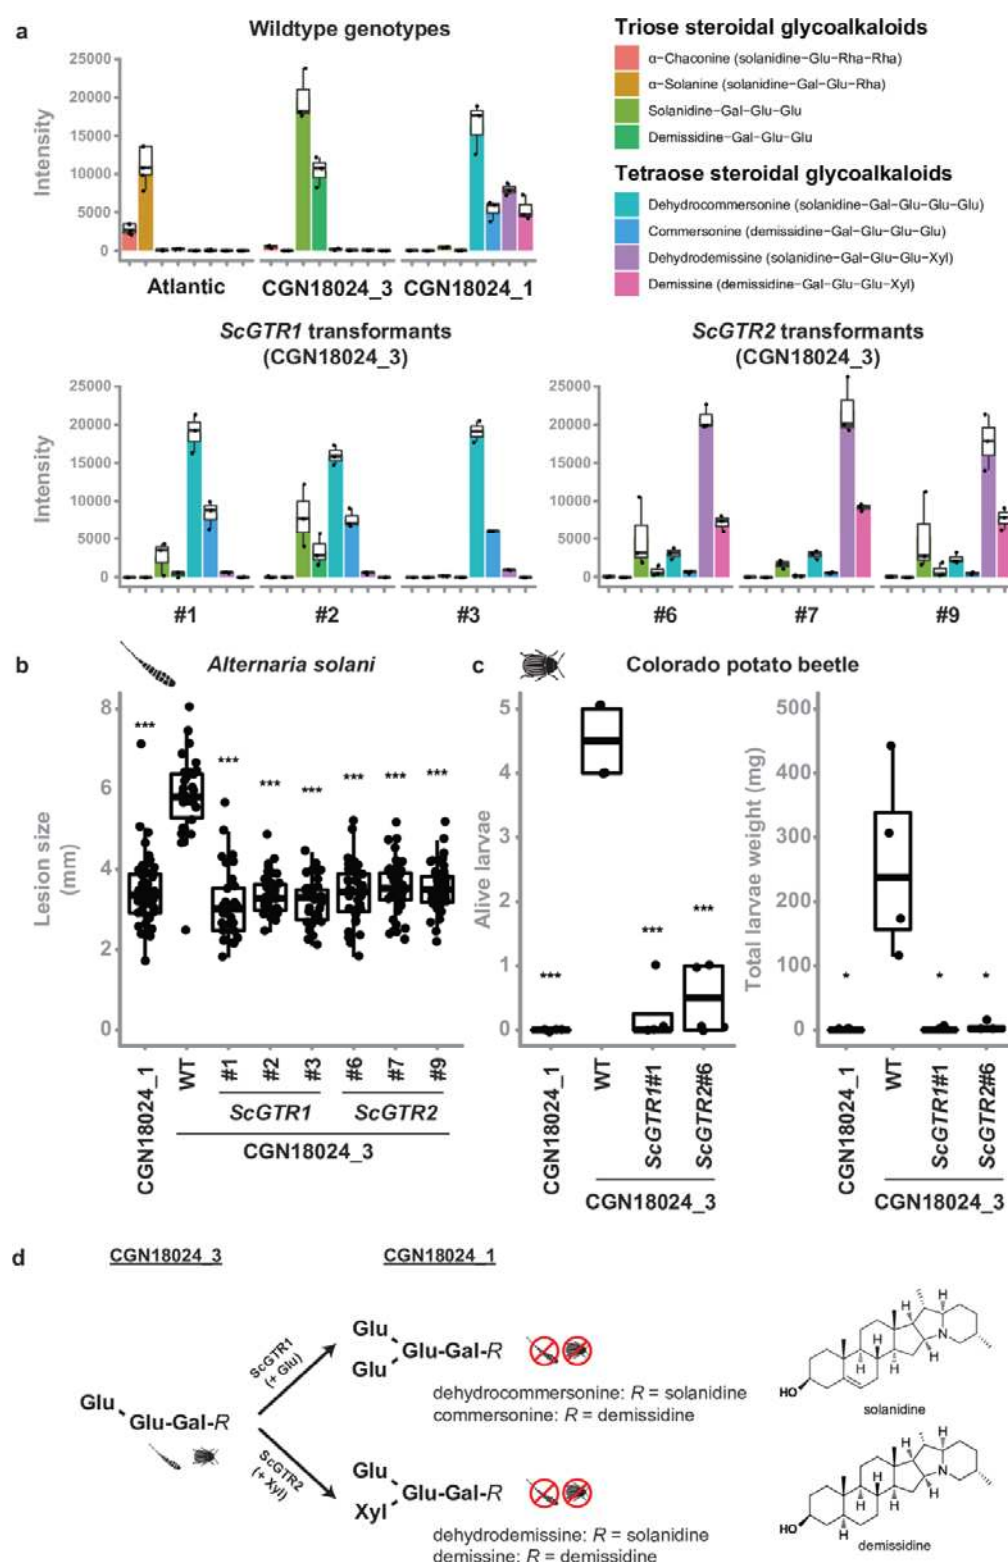 a
Wildtype genotypes
Intensity
25000
20000
15000
10000
5000
0
Atlantic
CGN18024_3
CGN18024_1
Triose steroidal glycoalkaloids
α−Chaconine (solanidine−Glu−Rha−Rha)
α−Solanine (solanidine−Gal−Glu−Rha)
Solanidine−Gal−Glu−Glu
Demissidine−Gal−Glu−Glu
Tetraose steroidal glycoalkaloids
Dehydrocommersonine (solanidine−Gal−Glu−Glu−Glu)
Commersonine (demissidine−Gal−Glu−Glu−Glu)
Dehydrodemissine (solanidine−Gal−Glu−Glu−Xyl)
Demissine (demissidine−Gal−Glu−Glu−Xyl)
ScGTR1 transformants
(CGN18024_3)
Intensity
25000
20000
15000
10000
5000
0
#1
#2
#3
ScGTR2 transformants
(CGN18024_3)
25000
20000
15000
10000
5000
0
#6
#7
#9
b
Alternaria solani
Lesion size
(mm)
8
6
4
2
0
***
***
***
***
***
***
***
CGN18024_1
WT
#1
#2
#3
#6
#7
#9
ScGTR1
ScGTR2
CGN18024_3
c
Colorado potato beetle
Alive larvae
5
4
3
2
1
0
***
***
***
CGN18024_1
WT
ScGTR1#1
ScGTR2#6
CGN18024_3
Total larvae weight (mg)
500
400
300
200
100
0
*
*
*
CGN18024_1
WT
ScGTR1#1
ScGTR2#6
CGN18024_3
d
CGN18024_3
CGN18024_1
Glu
Glu-Gal-R
ScGTR1
(+ Glu)
ScGTR2
(+ Xyl)
Glu
Glu-Gal-R
Glu
dehydrocommersonine: R = solanidine
commersonine: R = demissidine
Glu
Glu-Gal-R
Xyl
dehydrodemissine: R = solanidine
demissine: R = demissidine
H
H
H
N
H
H
HO
solanidine
H
H
H
N
H
H
HO
H
demissidine